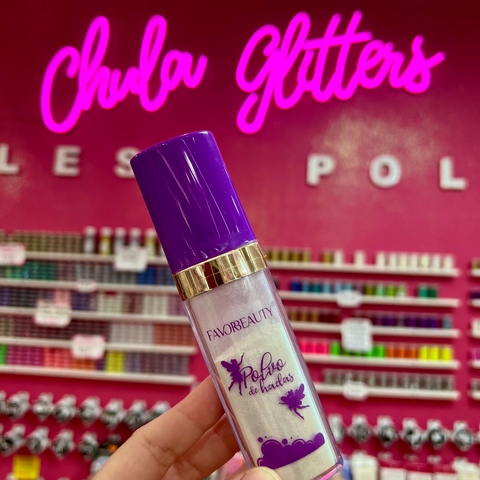 Chula Glitters
LES POL
FAVORBEAUTY
Polvo
de hadas